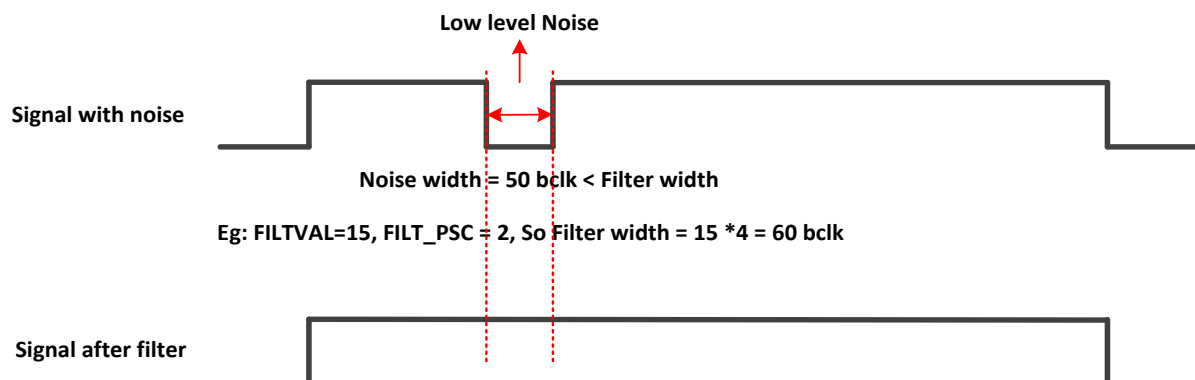 Low level Noise
Signal with noise
Noise width = 50 bclk < Filter width
Eg: FILTVAL=15, FILT_PSC = 2, So Filter width = 15 *4 = 60 bclk
Signal after filter